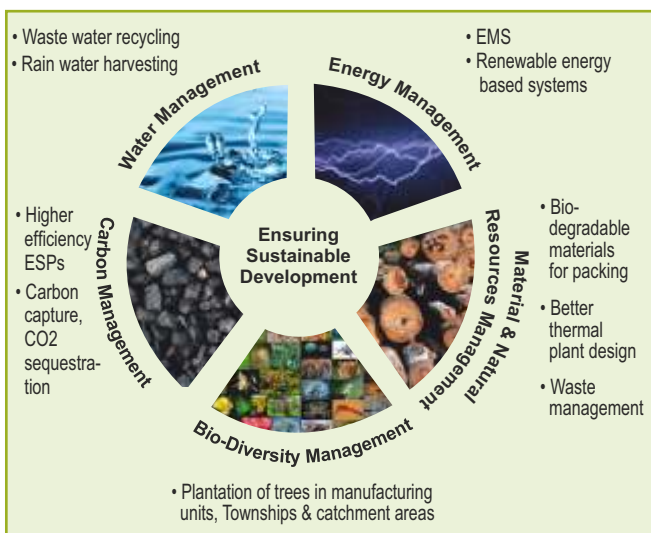 • Waste water recycling
• Rain water harvesting
Water Management
• EMS
• Renewable energy
based systems
Energy Management
• Higher
efficiency
ESPs
• Carbon
capture,
CO2
sequestra-
tion
Carbon Management
Ensuring
Sustainable
Development
Material & Natural
Resources Management
• Bio-
degradable
materials
for packing
• Better
thermal
plant design
• Waste
management
Bio-Diversity Management
• Plantation of trees in manufacturing
units, Townships & catchment areas